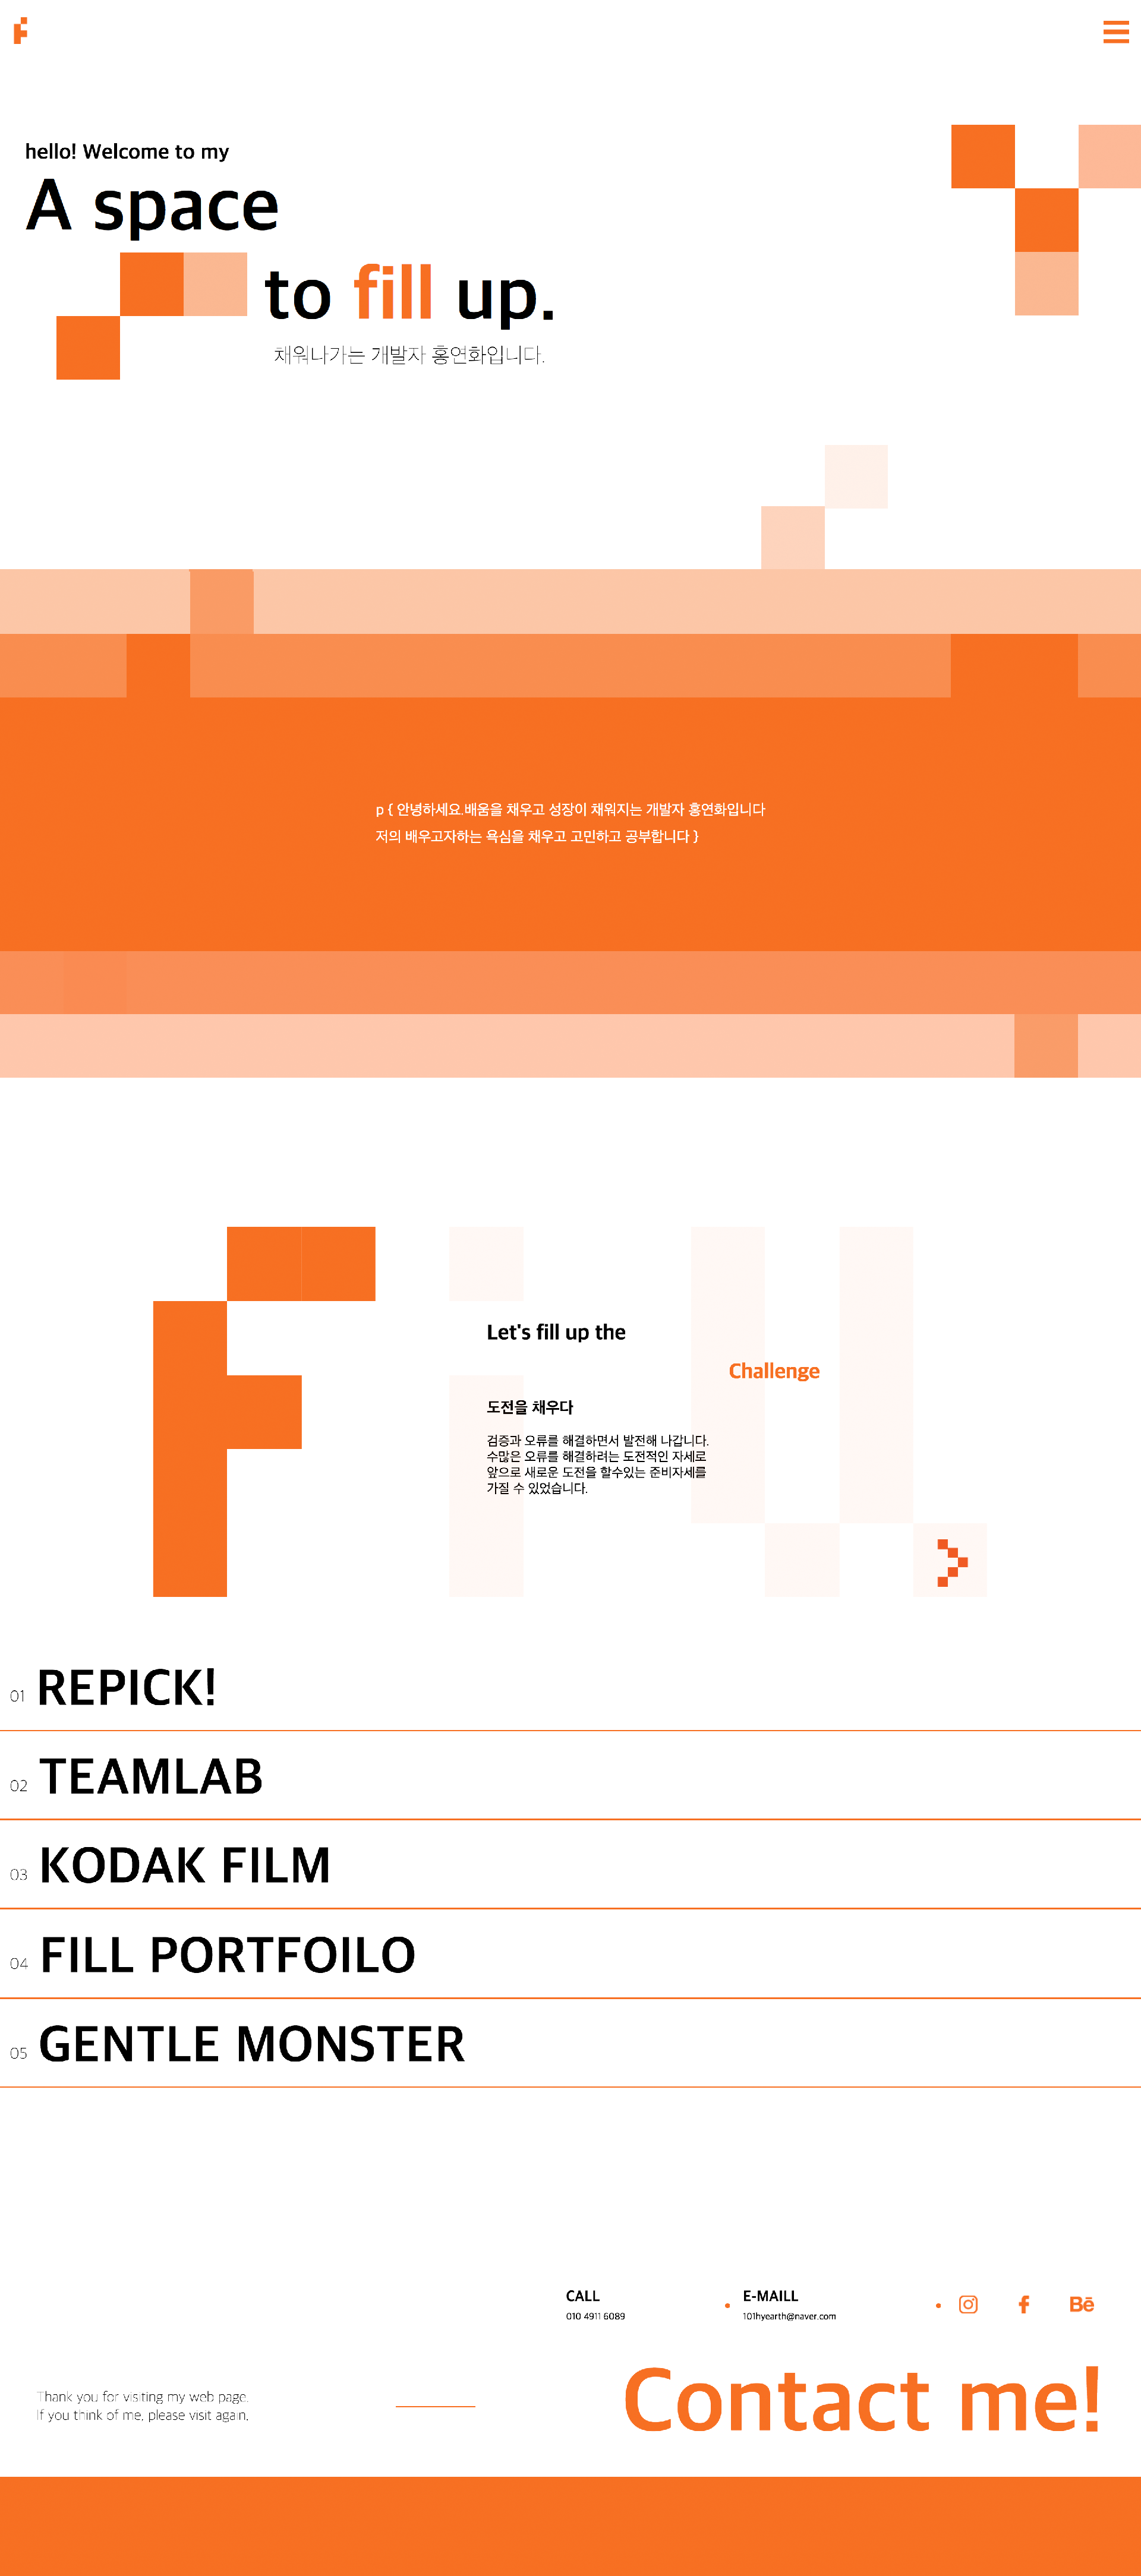 hello! Welcome to my
A space
to fill up.
채워나가는 개발자 홍연화입니다.
p { 안녕하세요.배움을 채우고 성장이 채워지는 개발자 홍연화입니다
저의 배우고자하는 욕심을 채우고 고민하고 공부합니다 }
Fill
Let's fill up the
Challenge
도전을 채우다
검증과 오류를 해결하면서 발전해 나갑니다.
수많은 오류를 해결하려는 도전적인 자세로
앞으로 새로운 도전을 할수있는 준비자세를
가질 수 있었습니다.
01 REPICK!
02 TEAMLAB
03 KODAK FILM
04 FILL PORTFOILO
05 GENTLE MONSTER
CALL
010 4911 6089
E-MAILL
101hyearth@naver.com
Bē
Thank you for visiting my web page.
If you think of me, please visit again.
Contact me!